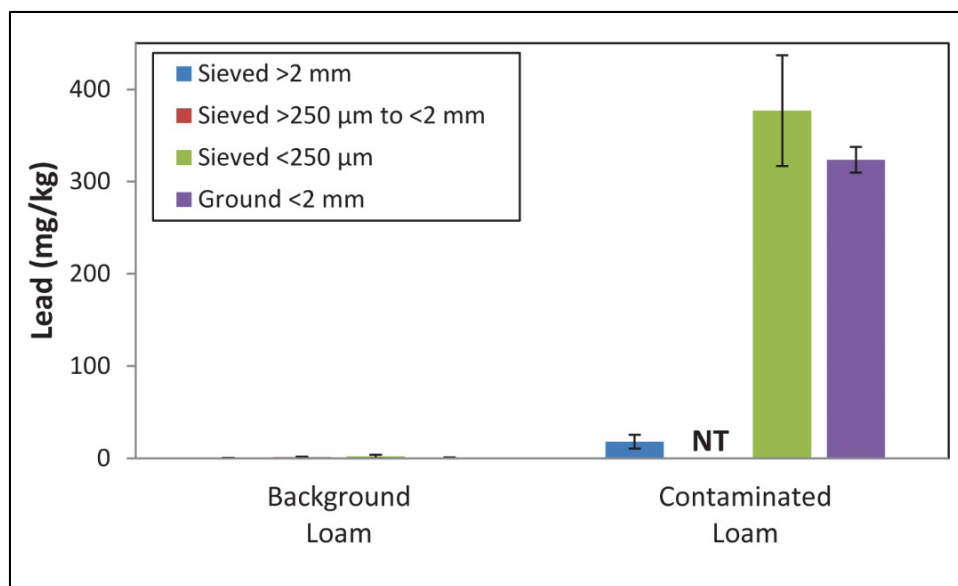 Lead (mg/kg)
400
300
200
100
0
Sieved >2 mm
Sieved >250 µm to <2 mm
Sieved <250 µm
Ground <2 mm
NT
Background
Loam
Contaminated
Loam